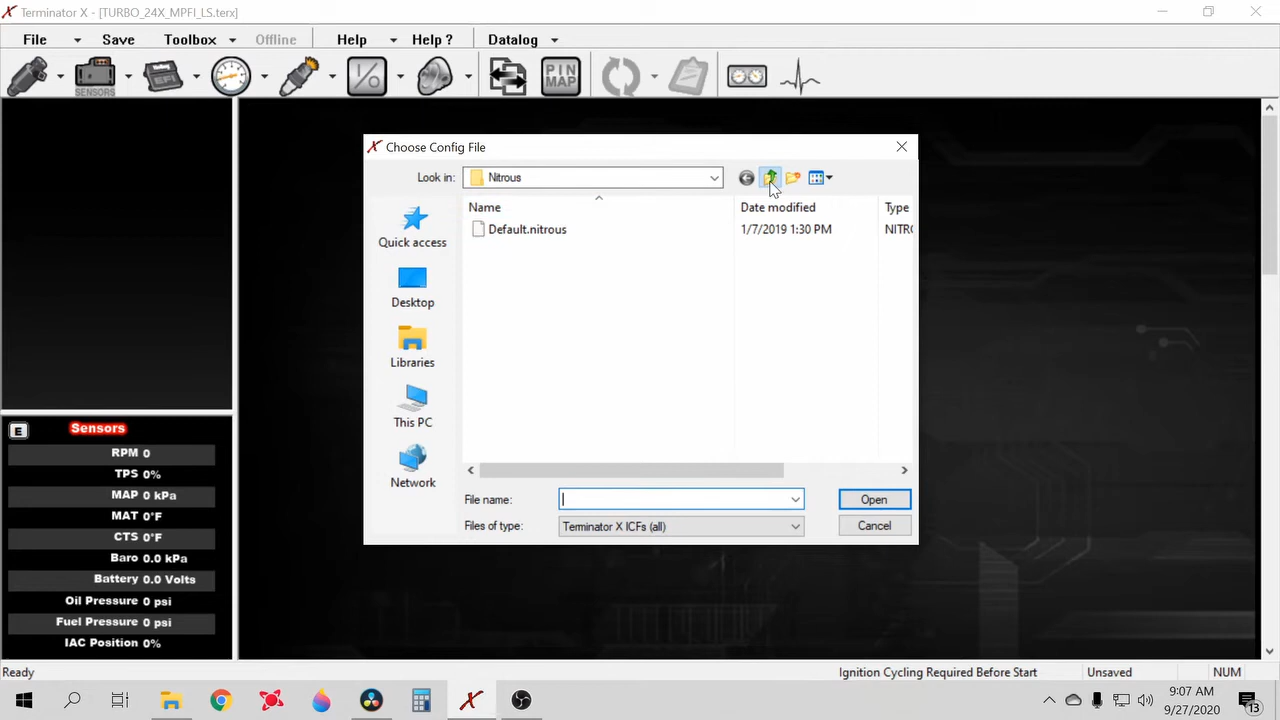 Terminator X - [TURBO_24X_MPFI_LS.terx]
File Save Toolbox Offline Help Help ? Datalog
SENSORS EFI I/O PIN MAP
Choose Config File
Look in: Nitrous
Name Date modified Type
Default.nitrous 1/7/2019 1:30 PM NITR
Quick access
Desktop
Libraries
This PC
Network
File name: Open
Files of type: Terminator X ICFs (all) Cancel
E Sensors
RPM 0
TPS 0%
MAP 0 kPa
MAT 0°F
CTS 0°F
Baro 0.0 kPa
Battery 0.0 Volts
Oil Pressure 0 psi
Fuel Pressure 0 psi
IAC Position 0%
Ready Ignition Cycling Required Before Start Unsaved NUM
9:07 AM
9/27/2020
13